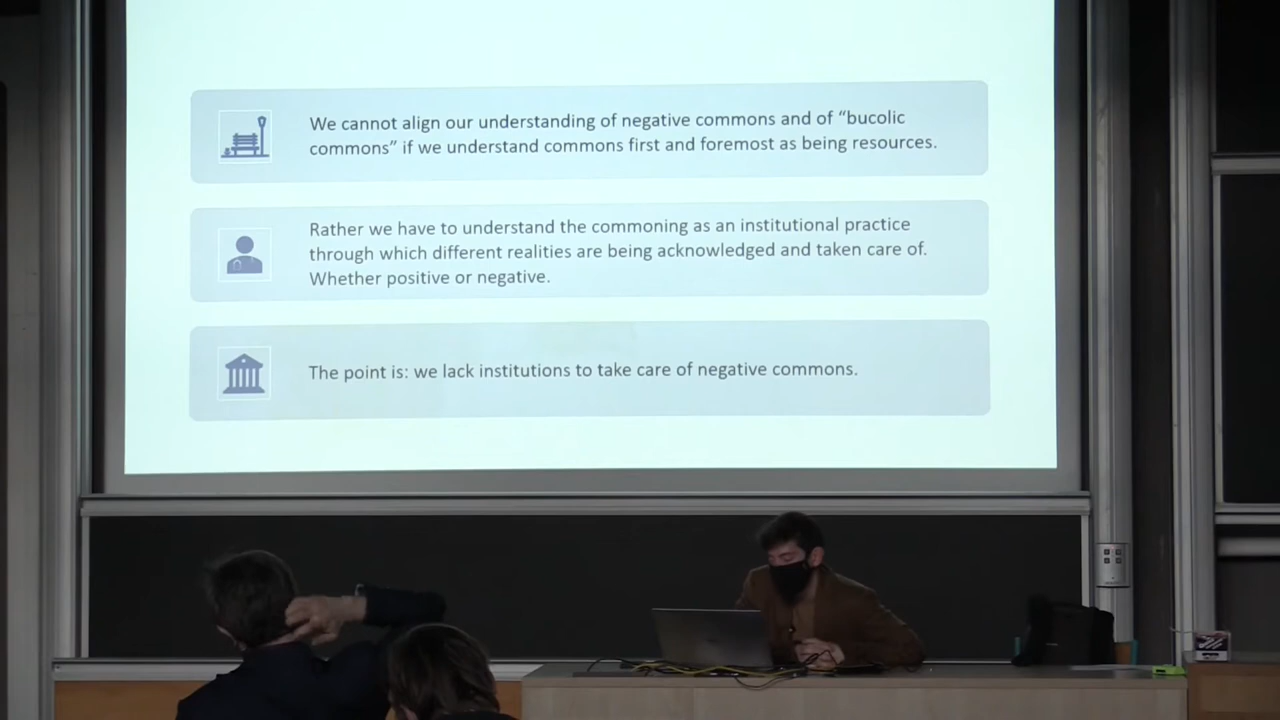 We cannot align our understanding of negative commons and of “bucolic
commons” if we understand commons first and foremost as being resources.
Rather we have to understand the commoning as an institutional practice
through which different realities are being acknowledged and taken care of.
Whether positive or negative.
The point is: we lack institutions to take care of negative commons.